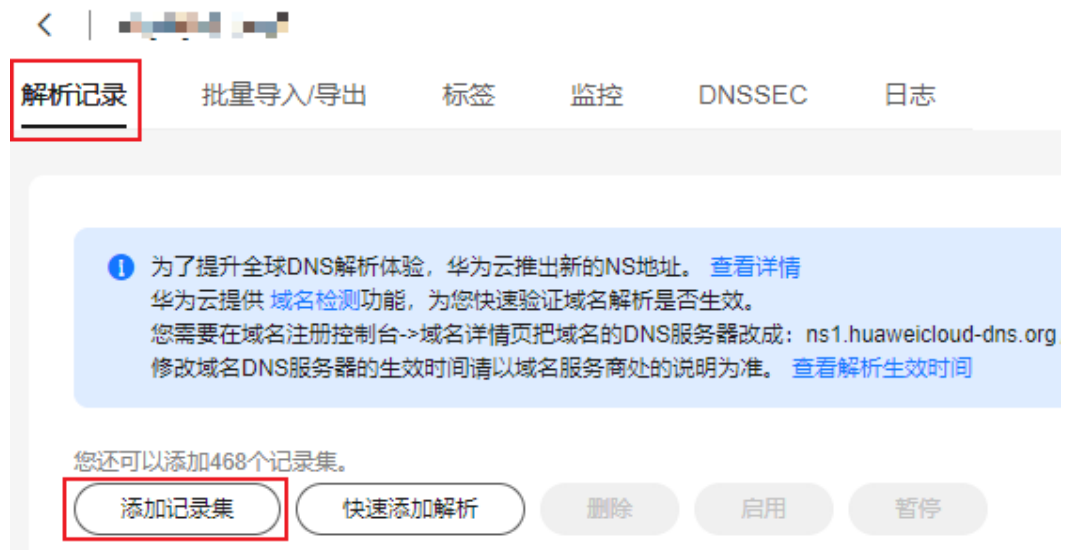 解析记录 批量导入/导出 标签 监控 DNSSEC 日志
为了提升全球DNS解析体验，华为云推出新的NS地址。 查看详情
华为云提供 域名检测功能，为您快速验证域名解析是否生效。
您需要在域名注册控制台->域名详情页把域名的DNS服务器改成：ns1.huaweicloud-dns.org
修改域名DNS服务器的生效时间请以域名服务商处的说明为准。 查看解析生效时间
您还可以添加468个记录集。
添加记录集 快速添加解析 删除 启用 暂停